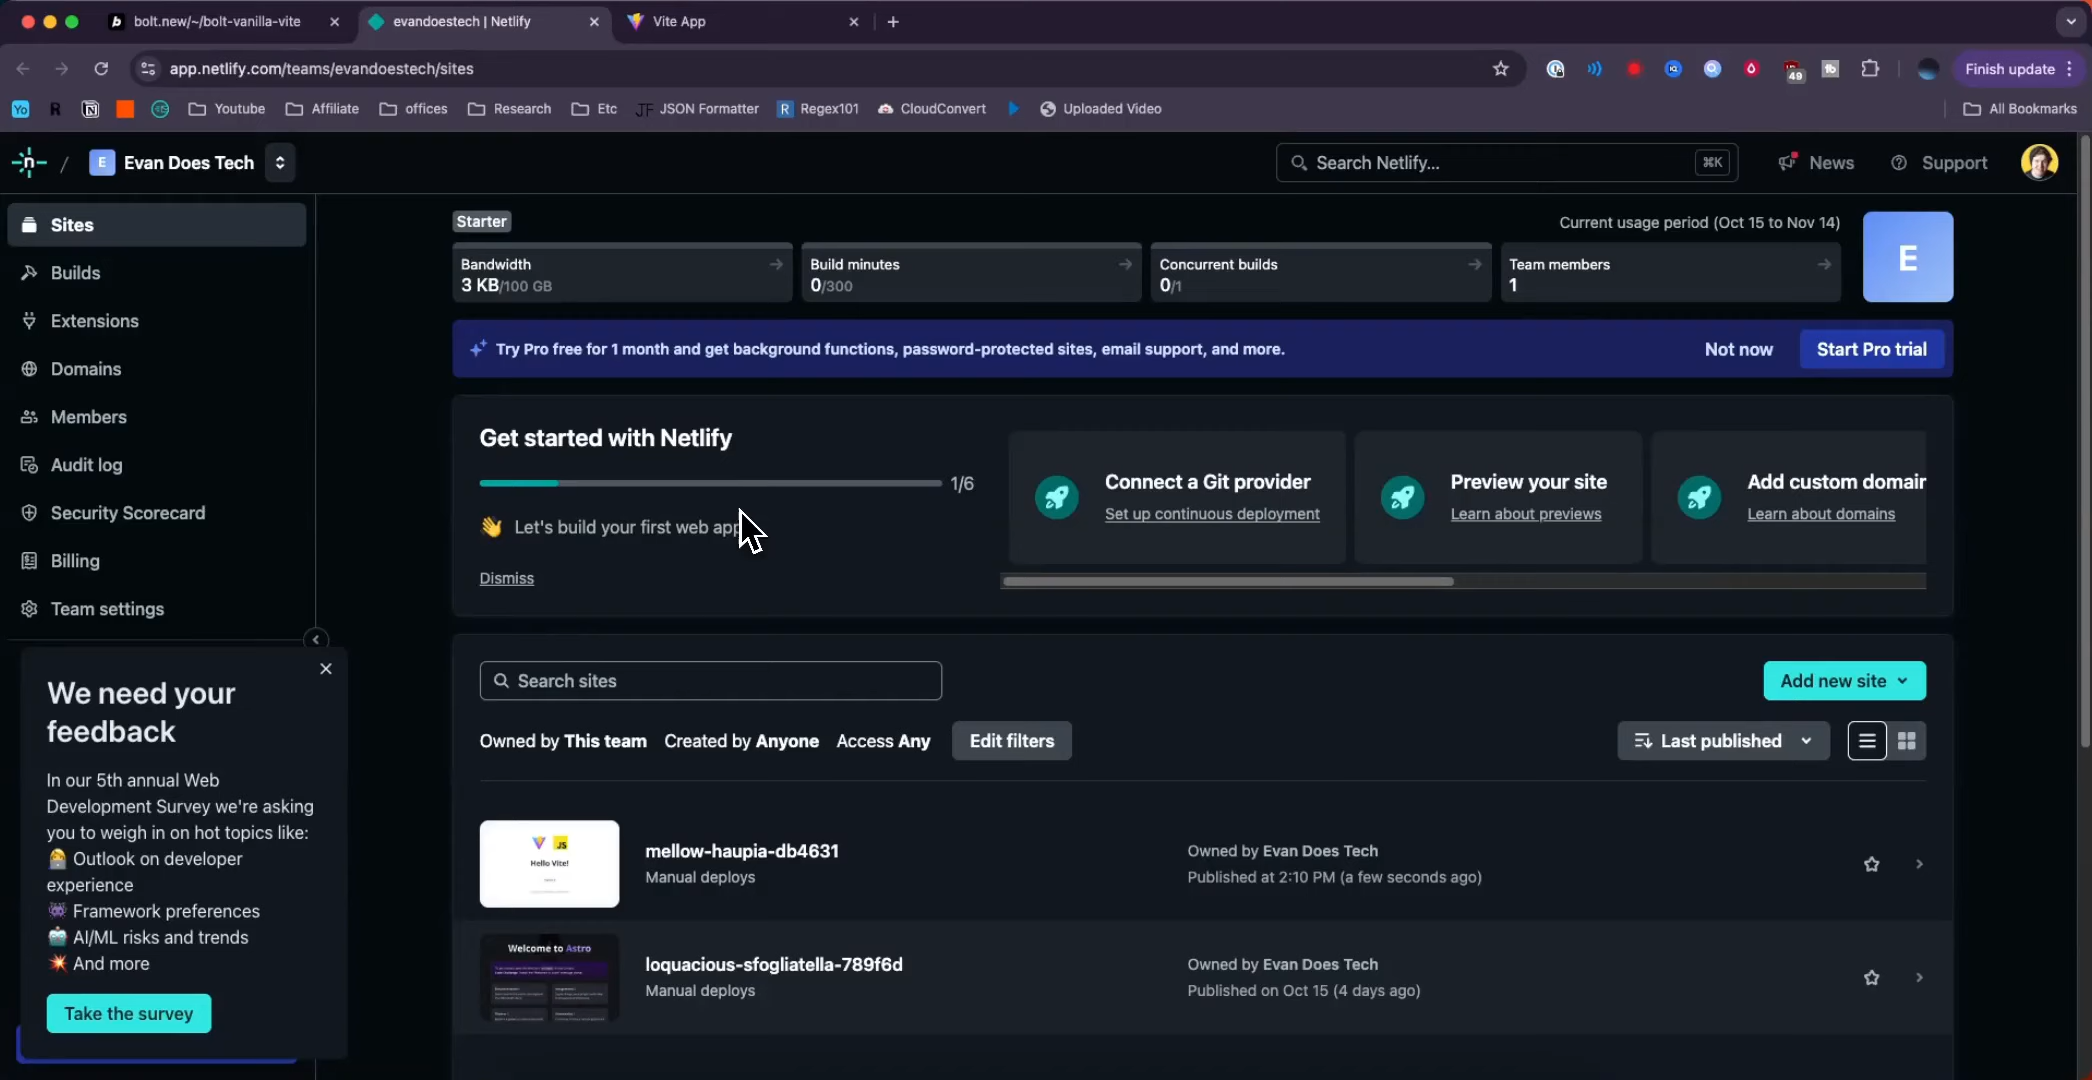 bolt.new/~/bolt-vanilla-vite
evandoestech | Netlify
Vite App
app.netlify.com/teams/evandoestech/sites
49
Finish update
Yo
R
Youtube
Affiliate
offices
Research
Etc
JF JSON Formatter
R Regex101
CloudConvert
Uploaded Video
All Bookmarks
/
E Evan Does Tech
Search Netlify...
⌘K
News
Support
Sites
Builds
Extensions
Domains
Members
Audit log
Security Scorecard
Billing
Team settings
We need your
feedback
In our 5th annual Web
Development Survey we're asking
you to weigh in on hot topics like:
Outlook on developer
experience
Framework preferences
AI/ML risks and trends
And more
Take the survey
Starter
Current usage period (Oct 15 to Nov 14)
Bandwidth
3 KB/100 GB
Build minutes
0/300
Concurrent builds
0/1
Team members
1
E
Try Pro free for 1 month and get background functions, password-protected sites, email support, and more.
Not now
Start Pro trial
Get started with Netlify
1/6
Let's build your first web app
Dismiss
Connect a Git provider
Set up continuous deployment
Preview your site
Learn about previews
Add custom domain
Learn about domains
Search sites
Add new site
Owned by This team
Created by Anyone
Access Any
Edit filters
Last published
JS
Hello Vite!
mellow-haupia-db4631
Manual deploys
Owned by Evan Does Tech
Published at 2:10 PM (a few seconds ago)
Welcome to Astro
loquacious-sfogliatella-789f6d
Manual deploys
Owned by Evan Does Tech
Published on Oct 15 (4 days ago)